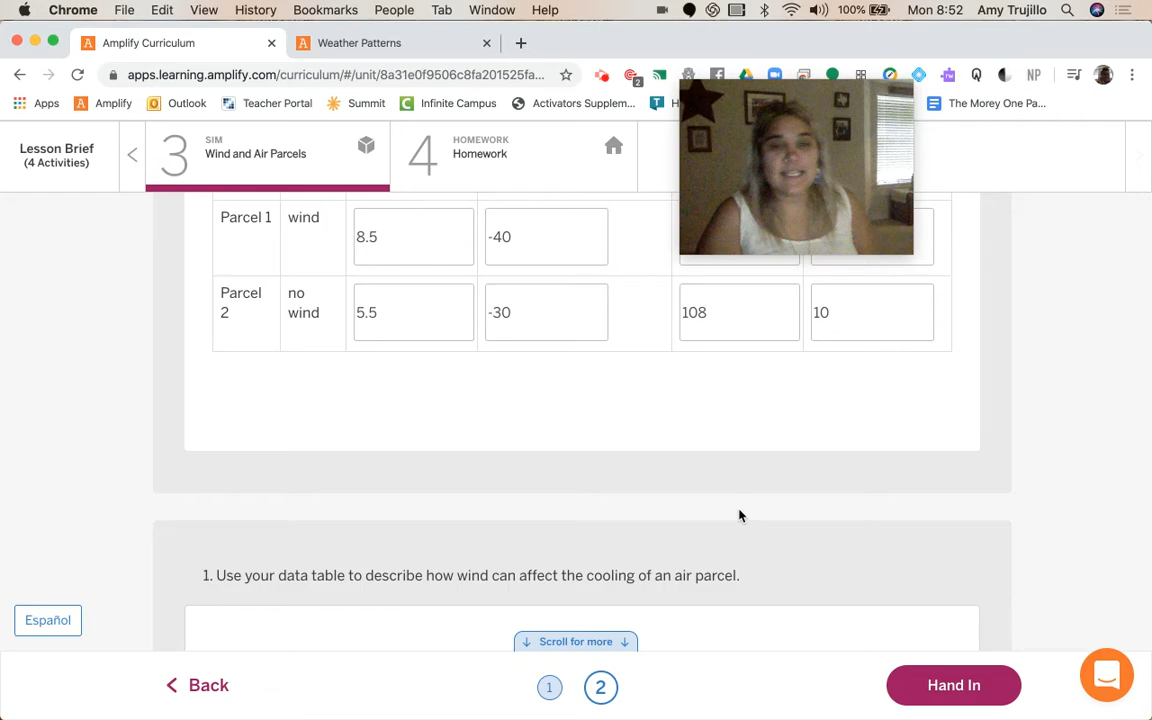 Chrome File Edit View History Bookmarks People Tab Window Help 100% Mon 8:52 Amy Trujillo
Amplify Curriculum Weather Patterns
apps.learning.amplify.com/curriculum/#/unit/8a31e0f9506c8fa201525fa... 2 NP
Apps Amplify Outlook Teacher Portal Summit Infinite Campus Activators Supplem... The Morey One Pa...
Lesson Brief
(4 Activities)
3 SIM
Wind and Air Parcels
4 HOMEWORK
Homework
Parcel 1 wind 8.5 -40
Parcel 2 no wind 5.5 -30 108 10
1. Use your data table to describe how wind can affect the cooling of an air parcel.
Español
Scroll for more
Back 1 2 Hand In